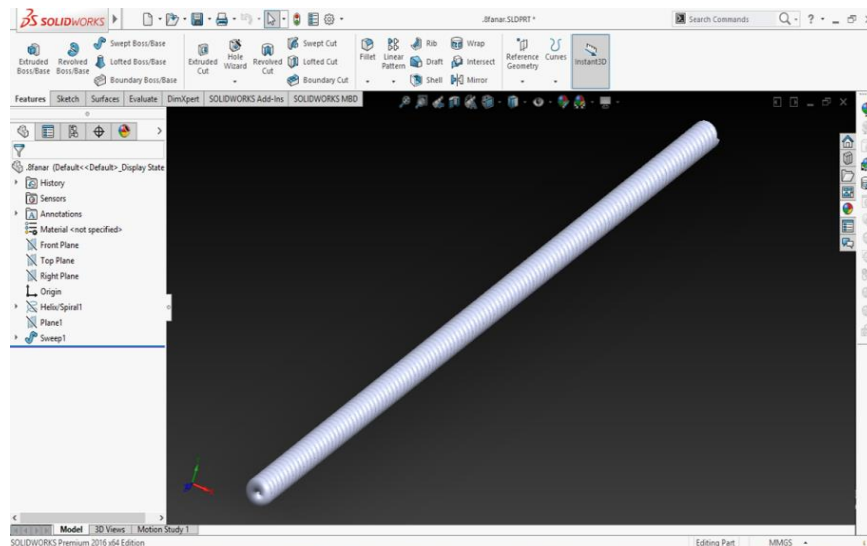 SOLIDWORKS
.8fanar.SLDPRT *
Search Commands
Extruded Boss/Base
Revolved Boss/Base
Swept Boss/Base
Lofted Boss/Base
Boundary Boss/Base
Extruded Cut
Hole Wizard
Revolved Cut
Swept Cut
Lofted Cut
Boundary Cut
Fillet
Linear Pattern
Rib
Draft
Shell
Wrap
Intersect
Mirror
Reference Geometry
Curves
Instant3D
Features Sketch Surfaces Evaluate DimXpert SOLIDWORKS Add-Ins SOLIDWORKS MBD
.8fanar (Default<<Default>_Display State
History
Sensors
Annotations
Material <not specified>
Front Plane
Top Plane
Right Plane
Origin
Helix/Spiral1
Plane1
Sweep1
Model 3D Views Motion Study 1
SOLIDWORKS Premium 2016 x64 Edition
Editing Part MMGS